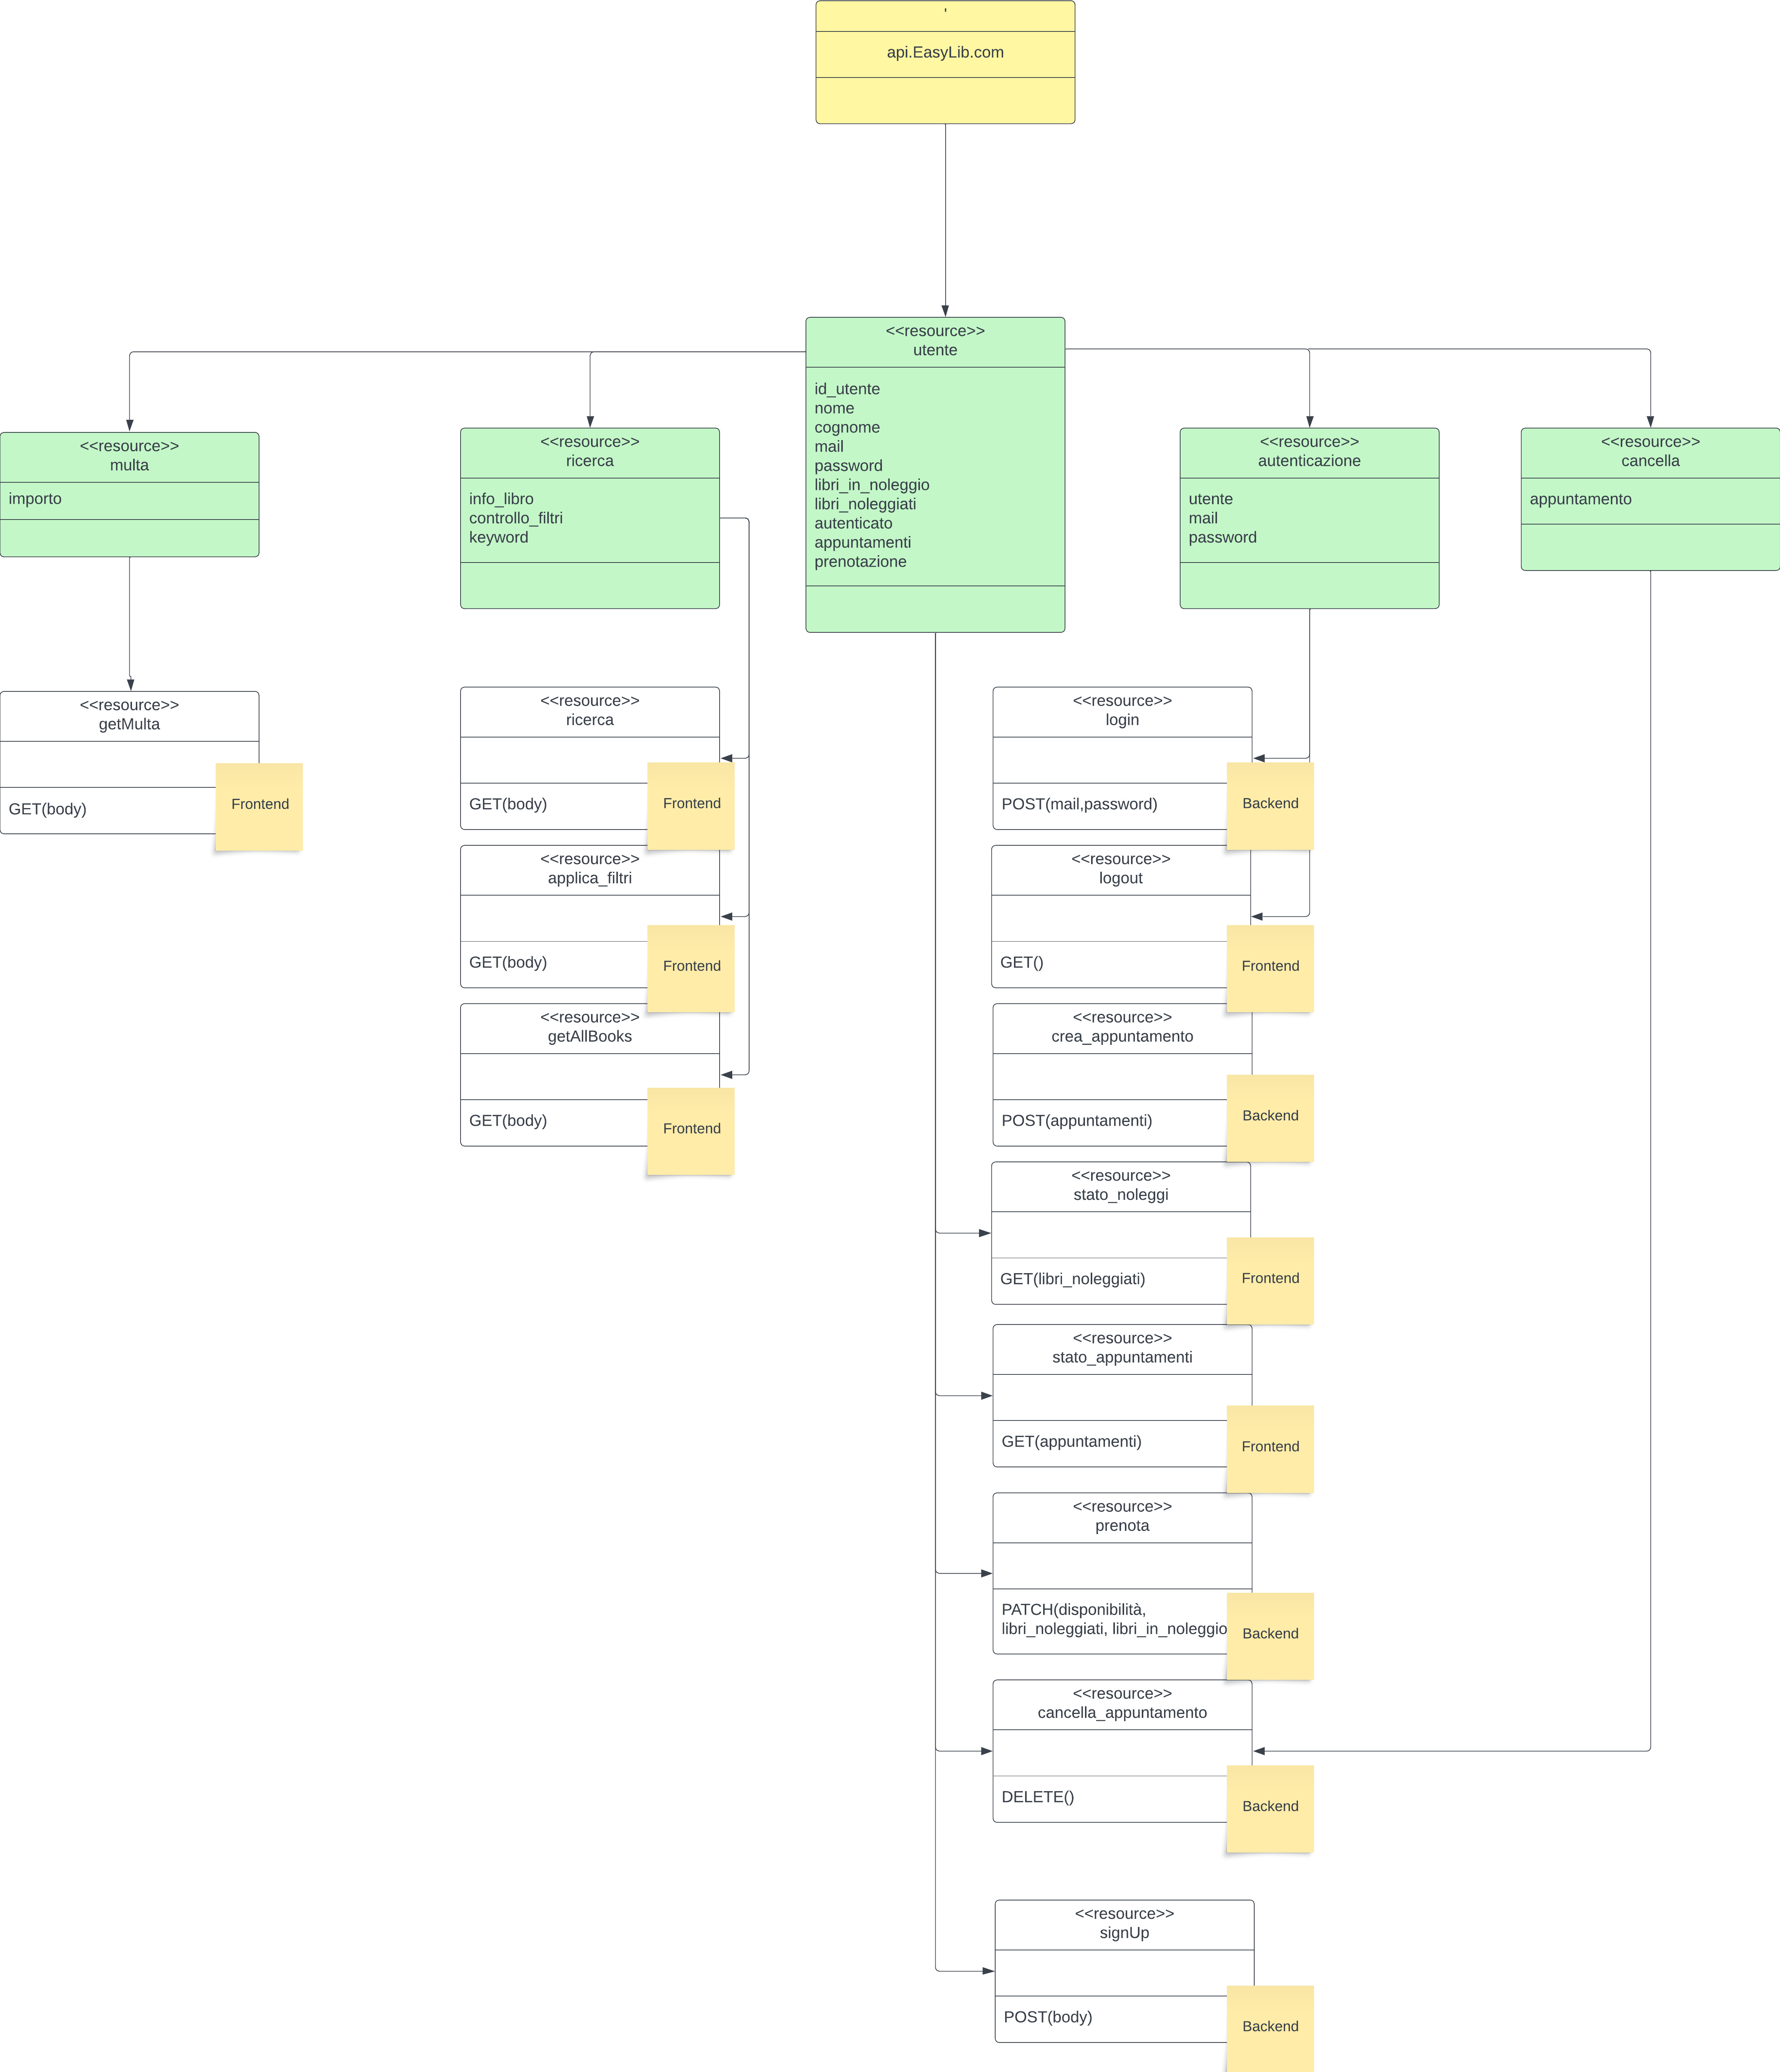 '
api.EasyLib.com
<<resource>>
utente
id_utente
nome
cognome
mail
password
libri_in_noleggio
libri_noleggiati
autenticato
appuntamenti
prenotazione
<<resource>>
multa
importo
<<resource>>
ricerca
info_libro
controllo_filtri
keyword
<<resource>>
autenticazione
utente
mail
password
<<resource>>
cancella
appuntamento
<<resource>>
getMulta
GET(body)
Frontend
<<resource>>
ricerca
GET(body)
Frontend
<<resource>>
applica_filtri
GET(body)
Frontend
<<resource>>
getAllBooks
GET(body)
Frontend
<<resource>>
login
POST(mail,password)
Backend
<<resource>>
logout
GET()
Frontend
<<resource>>
crea_appuntamento
POST(appuntamenti)
Backend
<<resource>>
stato_noleggi
GET(libri_noleggiati)
Frontend
<<resource>>
stato_appuntamenti
GET(appuntamenti)
Frontend
<<resource>>
prenota
PATCH(disponibilità,
libri_noleggiati, libri_in_noleggio
Backend
<<resource>>
cancella_appuntamento
DELETE()
Backend
<<resource>>
signUp
POST(body)
Backend